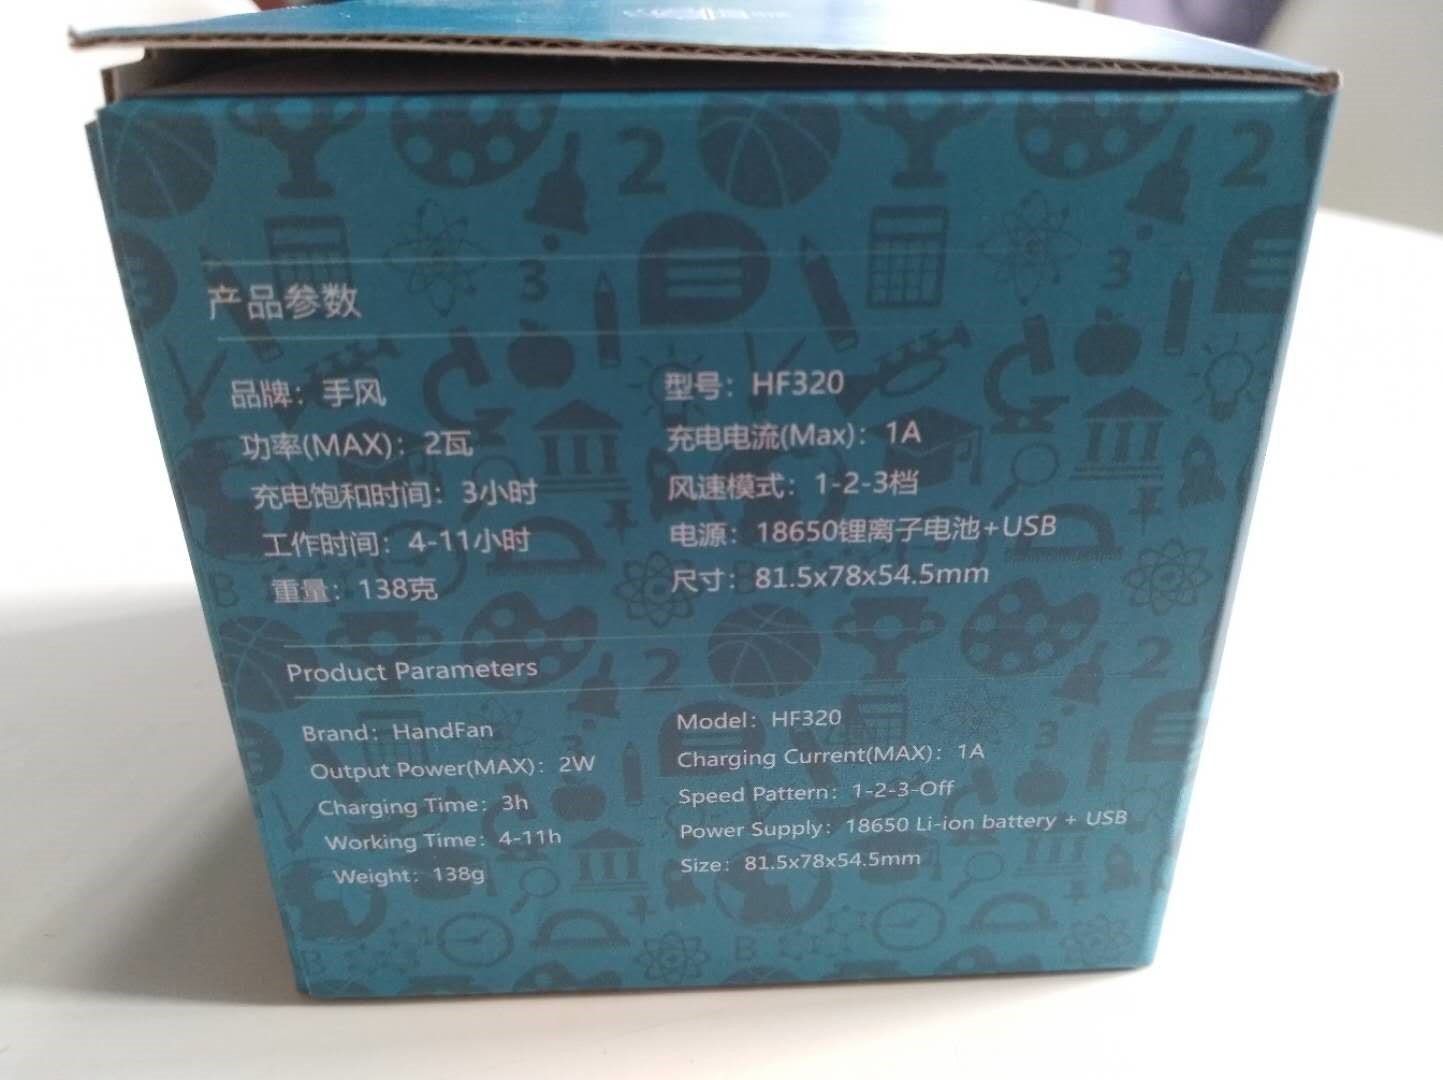 产品参数
品牌：手风
型号：HF320
功率(MAX)：2瓦
充电电流(Max)：1A
充电饱和时间：3小时
风速模式：1-2-3档
工作时间：4-11小时
电源：18650锂离子电池+USB
重量：138克
尺寸：81.5x78x54.5mm
Product Parameters
Brand：HandFan
Model：HF320
Output Power(MAX)：2W
Charging Current(MAX)：1A
Charging Time：3h
Speed Pattern：1-2-3-Off
Working Time：4-11h
Power Supply：18650 Li-ion battery + USB
Weight：138g
Size：81.5x78x54.5mm